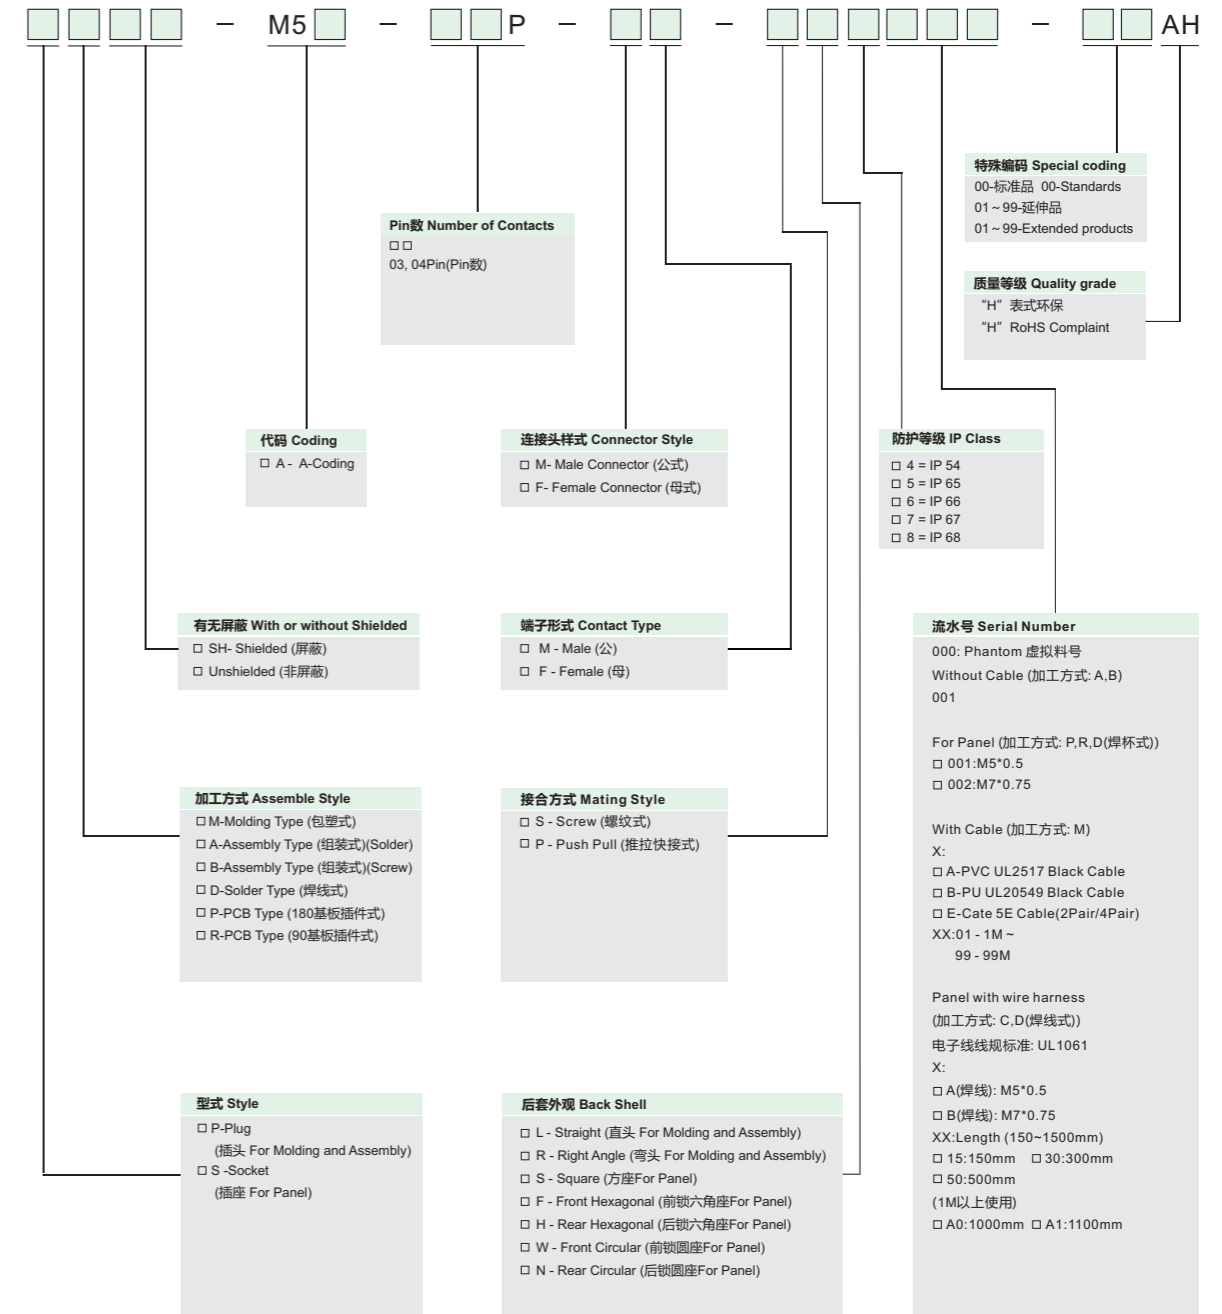 □ □ □ □ - M5 □ - □ □ P - □ □ - □ □ □ □ □ □ - □ □ AH
特殊编码 Special coding
00-标准品 00-Standards
01~99-延伸品
01~99-Extended products
Pin数 Number of Contacts
□ □
03, 04Pin(Pin数)
质量等级 Quality grade
“H” 表式环保
“H” RoHS Complaint
代码 Coding
□ A - A-Coding
连接头样式 Connector Style
□ M- Male Connector (公式)
□ F- Female Connector (母式)
防护等级 IP Class
□ 4 = IP 54
□ 5 = IP 65
□ 6 = IP 66
□ 7 = IP 67
□ 8 = IP 68
有无屏蔽 With or without Shielded
□ SH- Shielded (屏蔽)
□ Unshielded (非屏蔽)
端子形式 Contact Type
□ M - Male (公)
□ F - Female (母)
流水号 Serial Number
000: Phantom 虚拟料号
Without Cable (加工方式: A,B)
001
For Panel (加工方式: P,R,D(焊杯式))
□ 001:M5*0.5
□ 002:M7*0.75
With Cable (加工方式: M)
X:
□ A-PVC UL2517 Black Cable
□ B-PU UL20549 Black Cable
□ E-Cate 5E Cable(2Pair/4Pair)
XX:01 - 1M ~
99 - 99M
Panel with wire harness
(加工方式: C,D(焊线式))
电子线线规标准: UL1061
X:
□ A(焊线): M5*0.5
□ B(焊线): M7*0.75
XX:Length (150~1500mm)
□ 15:150mm □ 30:300mm
□ 50:500mm
(1M以上使用)
□ A0:1000mm □ A1:1100mm
加工方式 Assemble Style
□ M-Molding Type (包塑式)
□ A-Assembly Type (组装式)(Solder)
□ B-Assembly Type (组装式)(Screw)
□ D-Solder Type (焊线式)
□ P-PCB Type (180基板插件式)
□ R-PCB Type (90基板插件式)
接合方式 Mating Style
□ S - Screw (螺纹式)
□ P - Push Pull (推拉快接式)
型式 Style
□ P-Plug
(插头 For Molding and Assembly)
□ S -Socket
(插座 For Panel)
后套外观 Back Shell
□ L - Straight (直头 For Molding and Assembly)
□ R - Right Angle (弯头 For Molding and Assembly)
□ S - Square (方座For Panel)
□ F - Front Hexagonal (前锁六角座For Panel)
□ H - Rear Hexagonal (后锁六角座For Panel)
□ W - Front Circular (前锁圆座For Panel)
□ N - Rear Circular (后锁圆座For Panel)